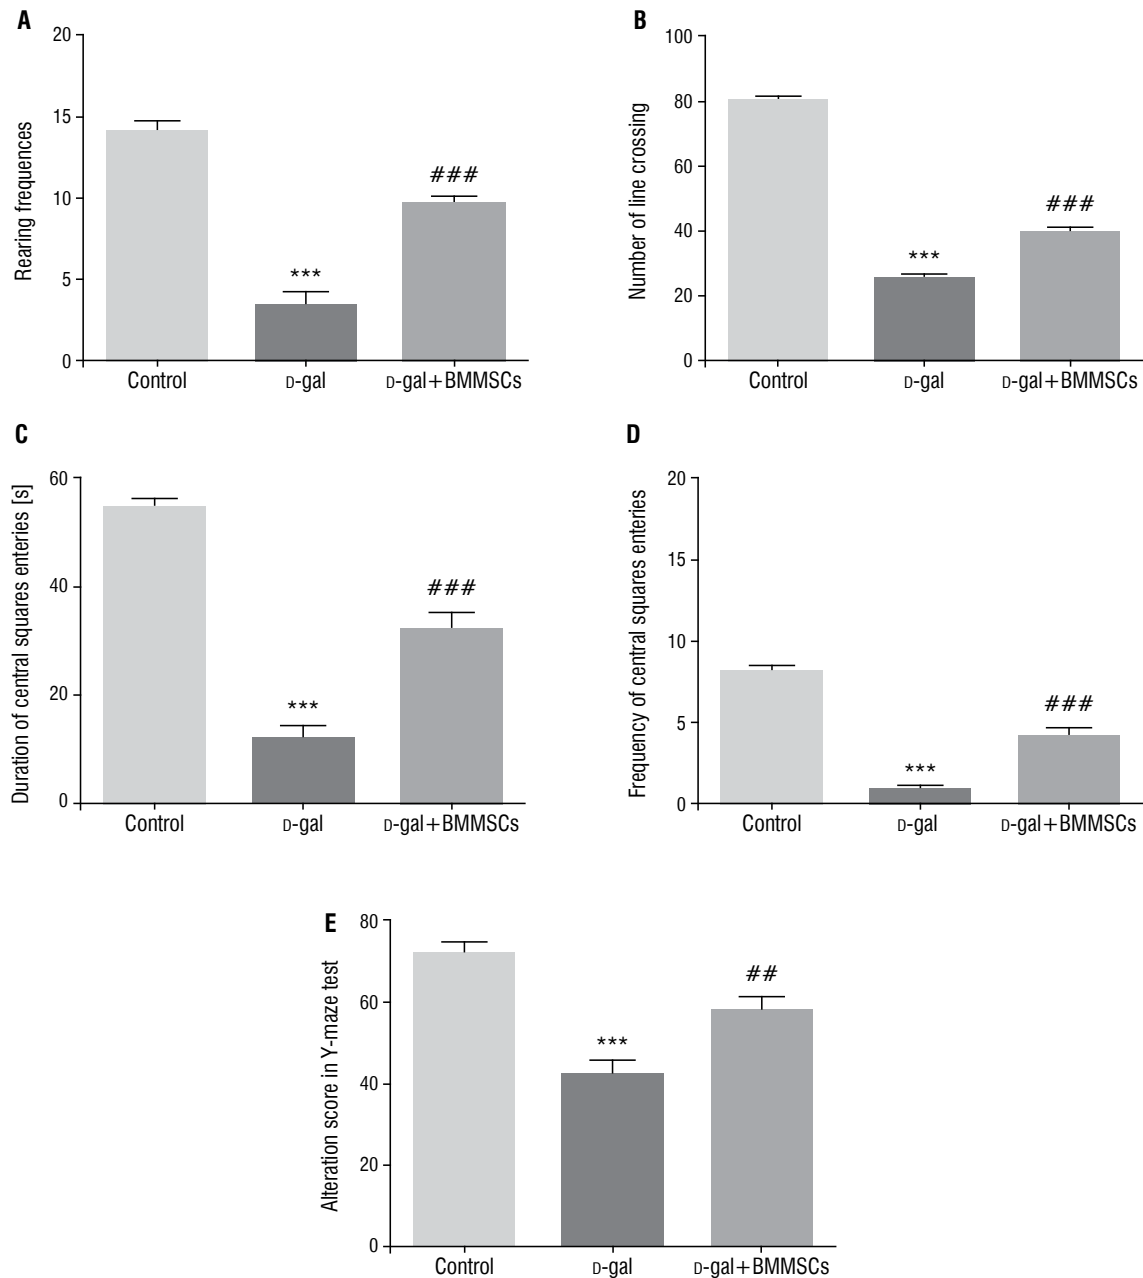 A
Rearing frequences
20
15
10
5
0
***
###
Control
D-gal
D-gal+BMMSCs
B
Number of line crossing
100
80
60
40
20
0
***
###
Control
D-gal
D-gal+BMMSCs
C
Duration of central squares enteries [s]
60
40
20
0
***
###
Control
D-gal
D-gal+BMMSCs
D
Frequency of central squares enteries
20
15
10
5
0
***
###
Control
D-gal
D-gal+BMMSCs
E
Alteration score in Y-maze test
80
60
40
20
0
***
##
Control
D-gal
D-gal+BMMSCs